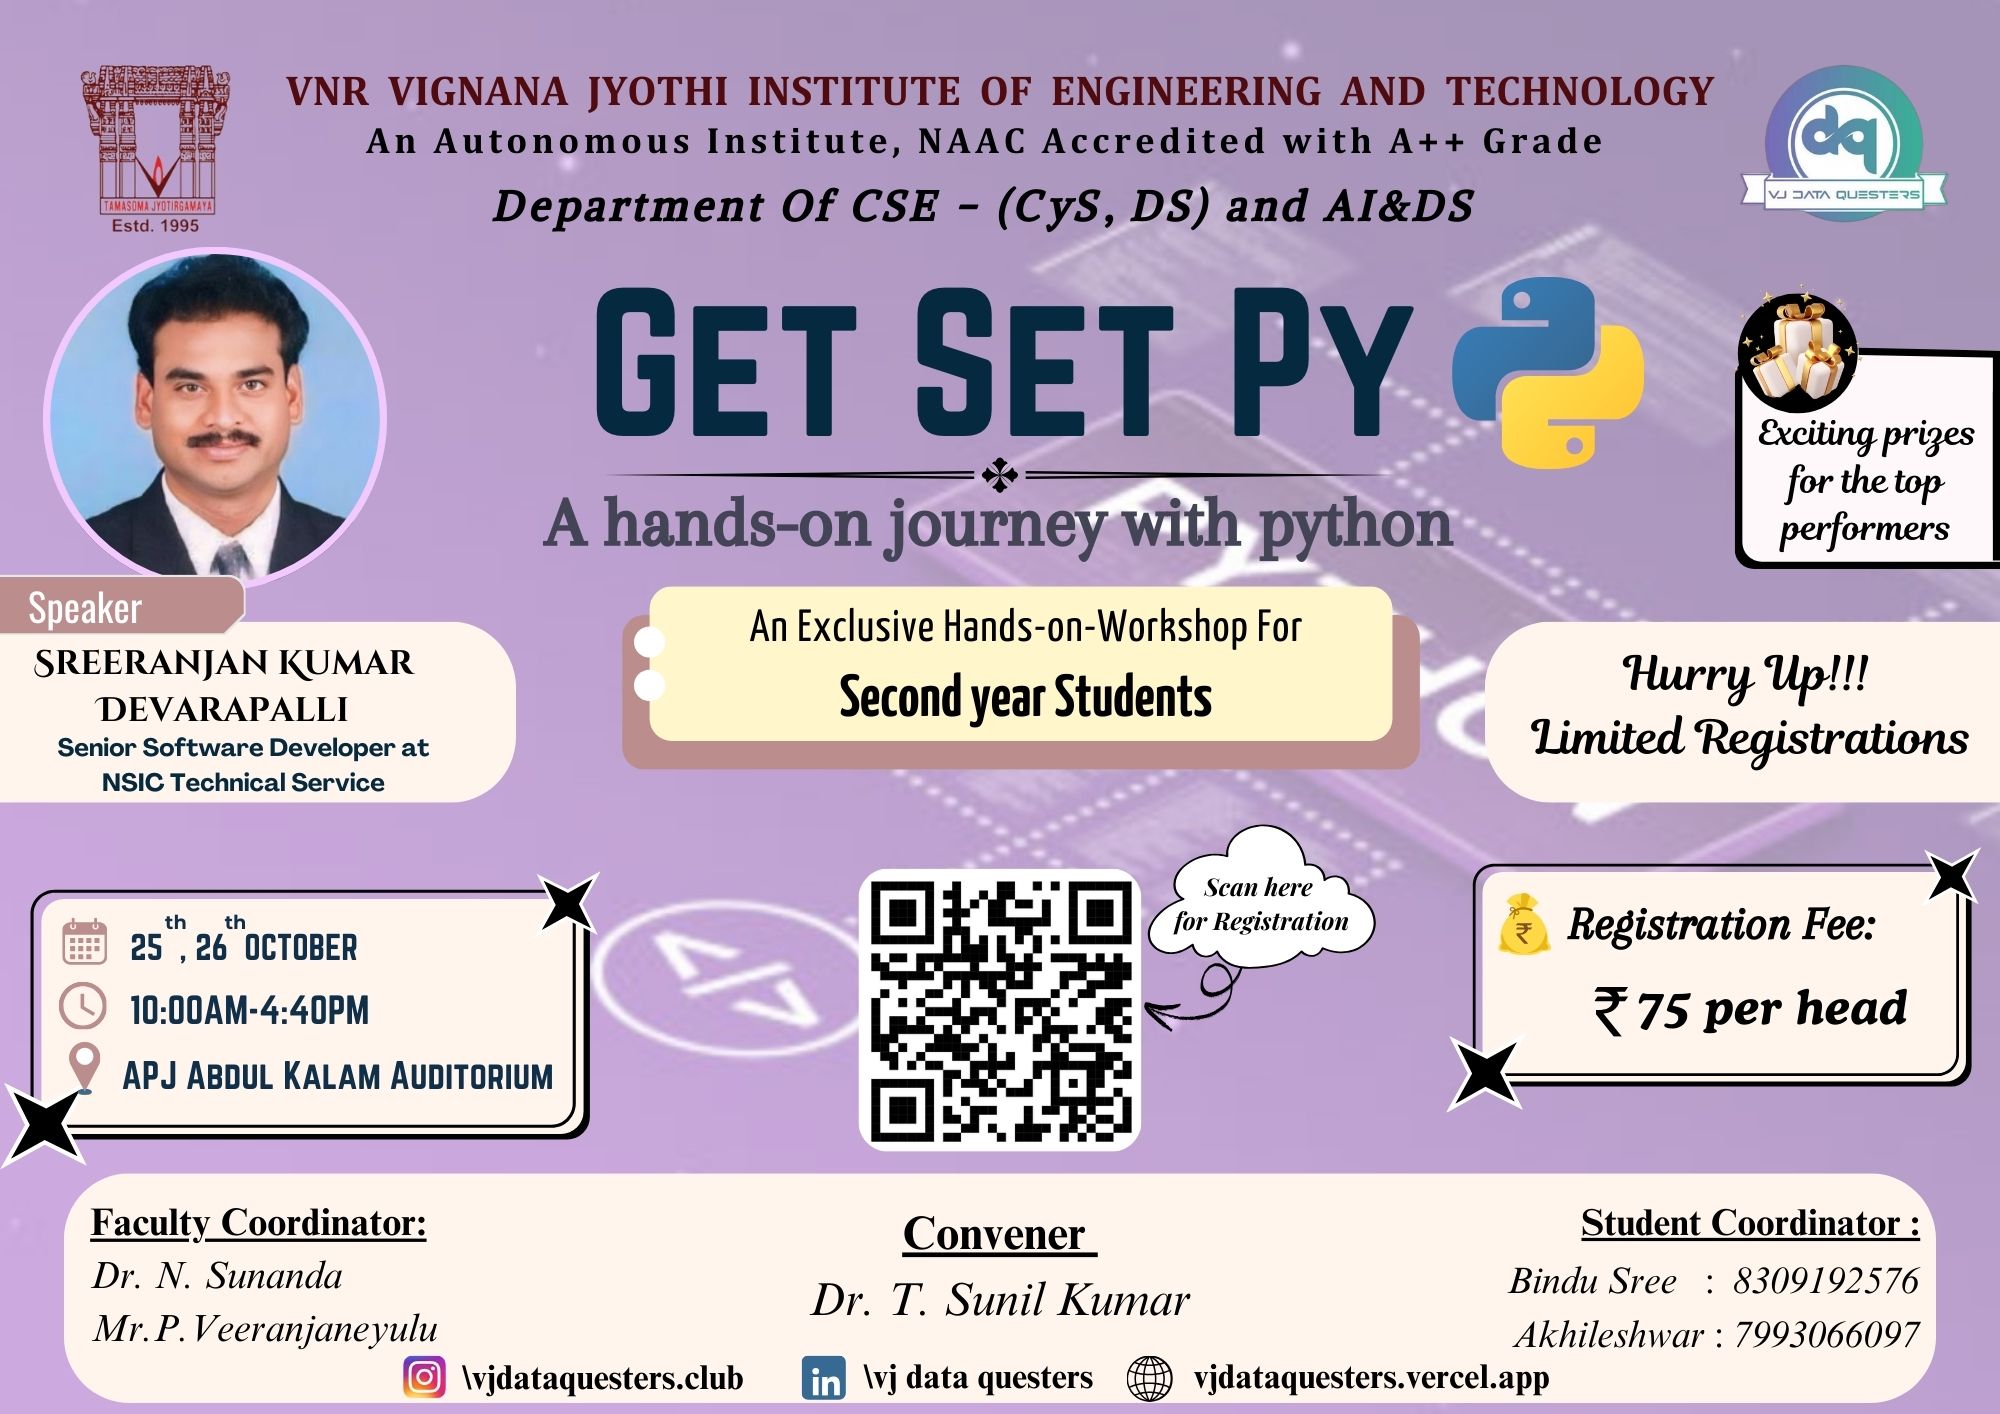 VNR VIGNANA JYOTHI INSTITUTE OF ENGINEERING AND TECHNOLOGY
An Autonomous Institute, NAAC Accredited with A++ Grade
Department Of CSE – (CyS, DS) and AI&DS
TAMASOMA JYOTIRGAMAYA
Estd. 1995
dq
VJ DATA QUESTERS
GET SET PY
A hands-on journey with python
Exciting prizes
for the top
performers
Speaker
SREERANJAN KUMAR
DEVARAPALLI
Senior Software Developer at
NSIC Technical Service
An Exclusive Hands-on-Workshop For
Second year Students
Hurry Up!!!
Limited Registrations
25th, 26th OCTOBER
10:00AM-4:40PM
APJ ABDUL KALAM AUDITORIUM
Scan here
for Registration
Registration Fee:
₹ 75 per head
Faculty Coordinator:
Dr. N. Sunanda
Mr. P. Veeranjaneyulu
Convener
Dr. T. Sunil Kumar
Student Coordinator :
Bindu Sree : 8309192576
Akhileshwar : 7993066097
\vjdataquesters.club
\vj data questers
vjdataquesters.vercel.app